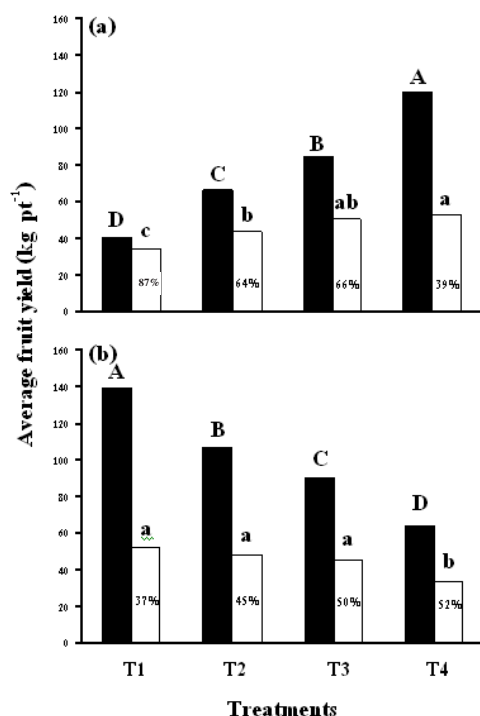 (a)
160
140
120
100
80
60
40
20
0
D
c
87%
C
b
64%
B
ab
66%
A
a
39%
Average fruit yield (kg pt-1)
(b)
160
140
120
100
80
60
40
20
0
A
a
37%
B
a
45%
C
a
50%
D
b
52%
T1 T2 T3 T4
Treatments